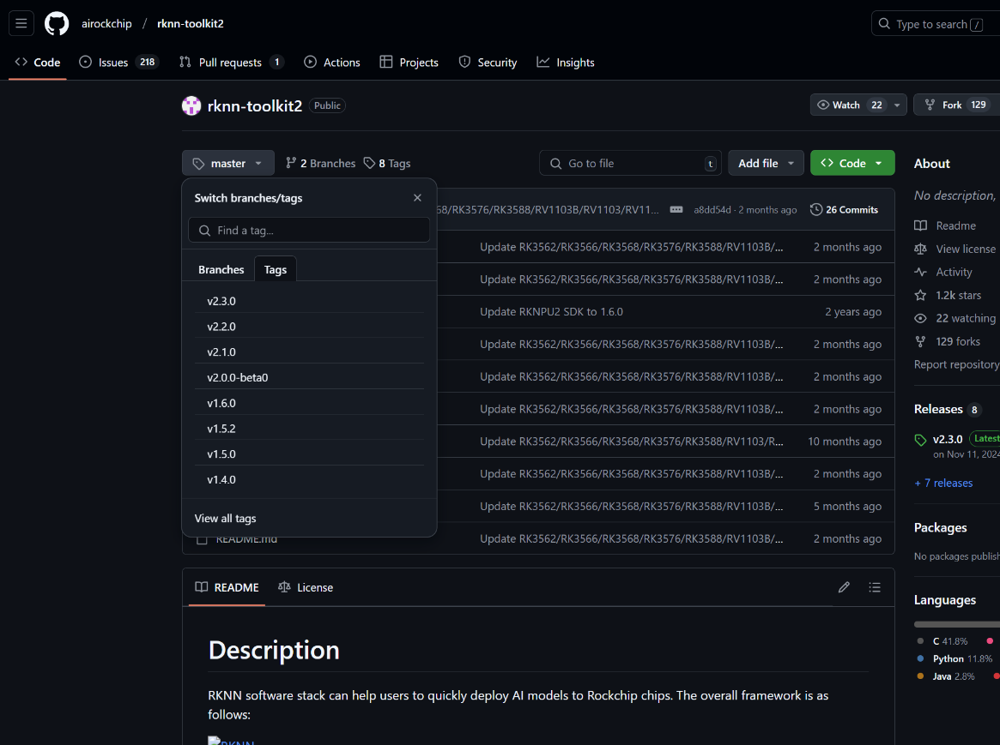 airockchip / rknn-toolkit2
Type to search /
Code Issues 218 Pull requests 1 Actions Projects Security Insights
rknn-toolkit2 Public
Watch 22 Fork 129
master 2 Branches 8 Tags
Go to file t Add file Code
Switch branches/tags
Find a tag...
Branches Tags
v2.3.0
v2.2.0
v2.1.0
v2.0.0-beta0
v1.6.0
v1.5.2
v1.5.0
v1.4.0
View all tags
68/RK3576/RK3588/RV1103B/RV1103/RV11... a8dd54d · 2 months ago 26 Commits
Update RK3562/RK3566/RK3568/RK3576/RK3588/RV1103B/... 2 months ago
Update RK3562/RK3566/RK3568/RK3576/RK3588/RV1103B/... 2 months ago
Update RKNPU2 SDK to 1.6.0 2 years ago
Update RK3562/RK3566/RK3568/RK3576/RK3588/RV1103B/... 2 months ago
Update RK3562/RK3566/RK3568/RK3576/RK3588/RV1103B/... 2 months ago
Update RK3562/RK3566/RK3568/RK3576/RK3588/RV1103B/... 2 months ago
Update RK3562/RK3566/RK3568/RK3576/RK3588/RV1103/R... 10 months ago
Update RK3562/RK3566/RK3568/RK3576/RK3588/RV1103B/... 2 months ago
Update RK3562/RK3566/RK3568/RK3576/RK3588/RV1103B/... 5 months ago
README.md Update RK3562/RK3566/RK3568/RK3576/RK3588/RV1103B/... 2 months ago
README License
Description
RKNN software stack can help users to quickly deploy AI models to Rockchip chips. The overall framework is as
follows:
RKNN
About
No description,
Readme
View license
Activity
1.2k stars
22 watching
129 forks
Report repository
Releases 8
v2.3.0 Latest
on Nov 11, 2024
+ 7 releases
Packages
No packages publish
Languages
C 41.8%
Python 11.8%
Java 2.8%